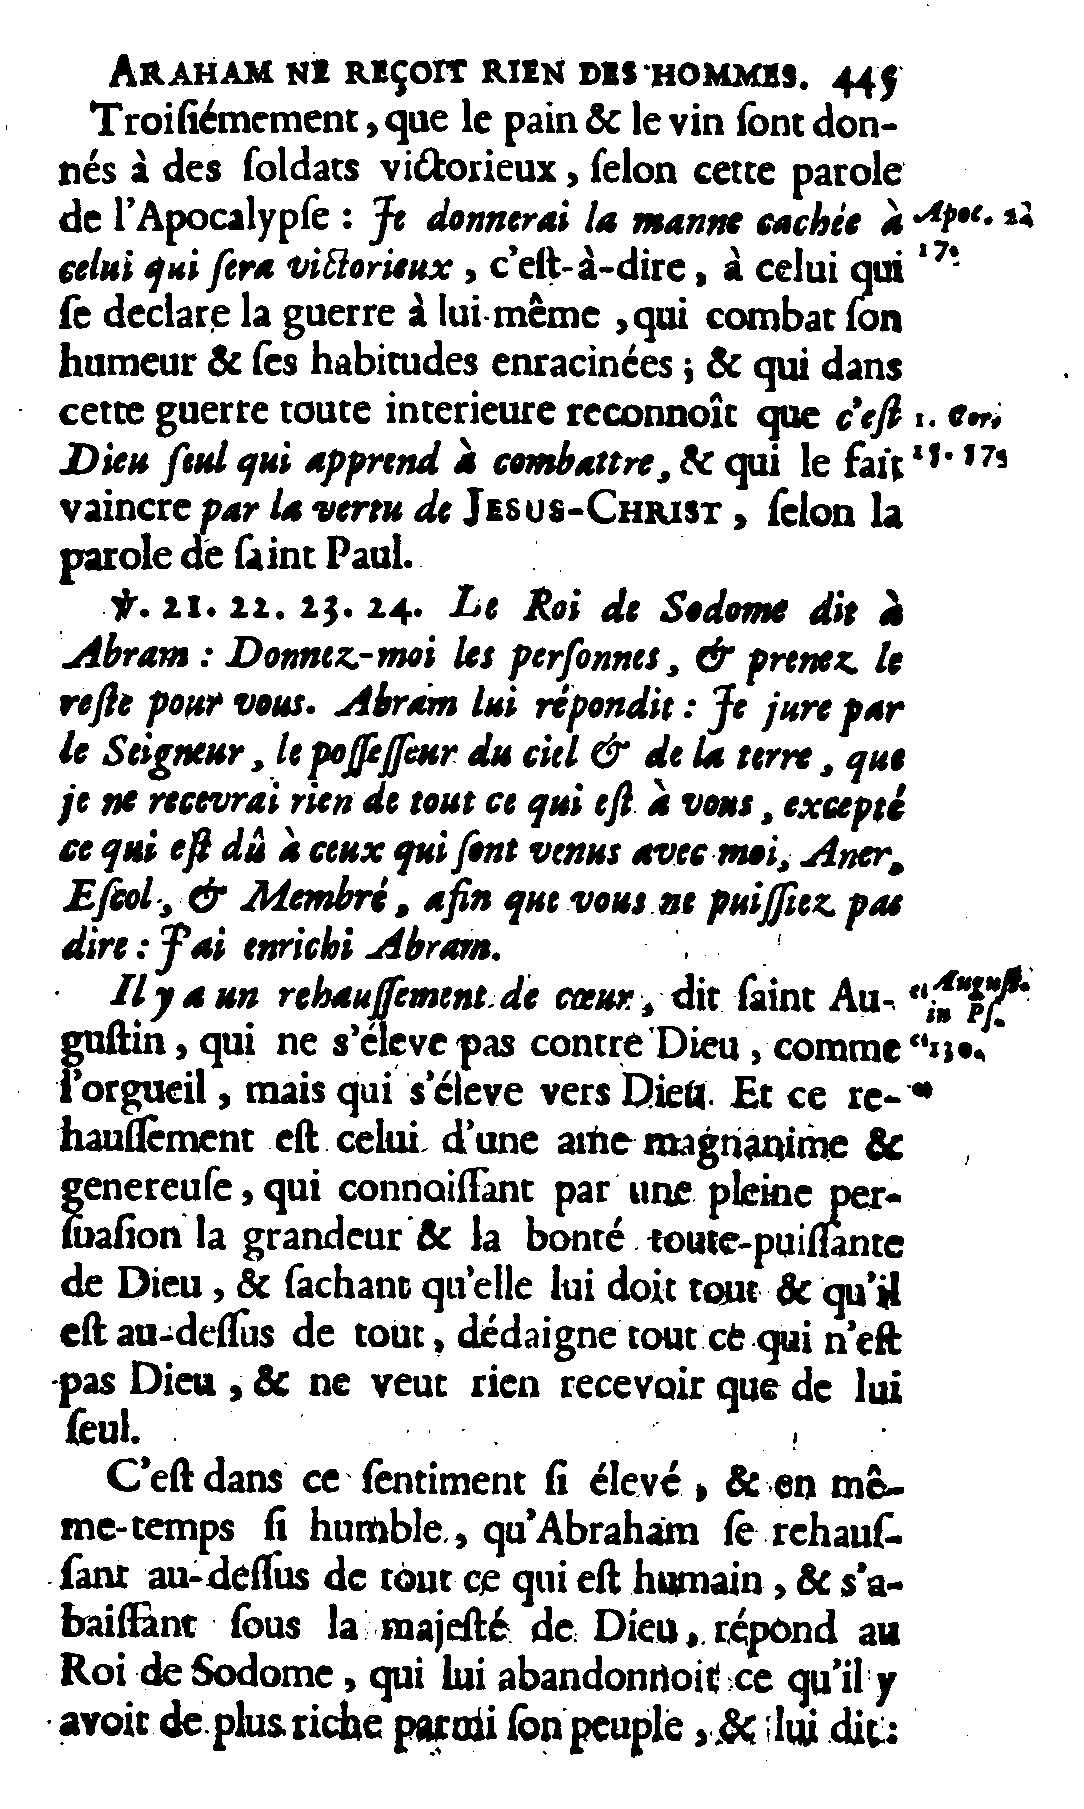 ARAHAM NE REÇOIT RIEN DES HOMMES. 445
Troiſiémement, que le pain & le vin ſont don-
nés à des ſoldats victorieux, ſelon cette parole
de l'Apocalypſe : Je donnerai la manne cachée à
Apoc. 2.
celui qui ſera victorieux, c'eſt-à-dire, à celui qui
17.
ſe declare la guerre à lui-même, qui combat ſon
humeur & ſes habitudes enracinées ; & qui dans
cette guerre toute interieure reconnoît que c'eſt
1. Cor.
Dieu ſeul qui apprend à combattre, & qui le fait
15. 57.
vaincre par la vertu de JESUS-CHRIST, ſelon la
parole de ſaint Paul.
℣. 21. 22. 23. 24. Le Roi de Sodome dit à
Abram : Donnez-moi les perſonnes, & prenez le
reſte pour vous. Abram lui répondit : Je jure par
le Seigneur, le poſſeſſeur du ciel & de la terre, que
je ne recevrai rien de tout ce qui eſt à vous, excepté
ce qui eſt dû à ceux qui ſont venus avec moi, Aner,
Eſcol, & Membré, afin que vous ne puiſſiez pas
dire : J'ai enrichi Abram.
Il y a un rehauſſement de cœur, dit ſaint Au-
“ Auguſt.
in Pſ.
guſtin, qui ne s'éleve pas contre Dieu, comme
“ 130.
l'orgueil, mais qui s'éleve vers Dieu. Et ce re-
“
hauſſement eſt celui d'une ame magnanime &
genereuſe, qui connoiſſant par une pleine per-
ſuaſion la grandeur & la bonté toute-puiſſante
de Dieu, & ſachant qu'elle lui doit tout & qu'il
eſt au-deſſus de tout, dédaigne tout ce qui n'eſt
pas Dieu, & ne veut rien recevoir que de lui
ſeul.
C'eſt dans ce ſentiment ſi élevé, & en mê-
me-temps ſi humble, qu'Abraham ſe rehauſ-
ſant au-deſſus de tout ce qui eſt humain, & s'a-
baiſſant ſous la majeſté de Dieu, répond au
Roi de Sodome, qui lui abandonnoit ce qu'il y
avoit de plus riche parmi ſon peuple, & lui dit :